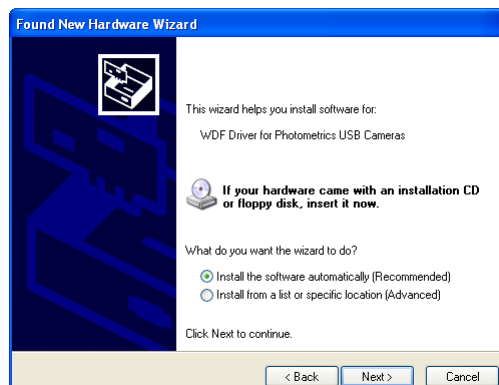 Found New Hardware Wizard
This wizard helps you install software for:
WDF Driver for Photometrics USB Cameras
If your hardware came with an installation CD
or floppy disk, insert it now.
What do you want the wizard to do?
Install the software automatically (Recommended)
Install from a list or specific location (Advanced)
Click Next to continue.
< Back Next > Cancel